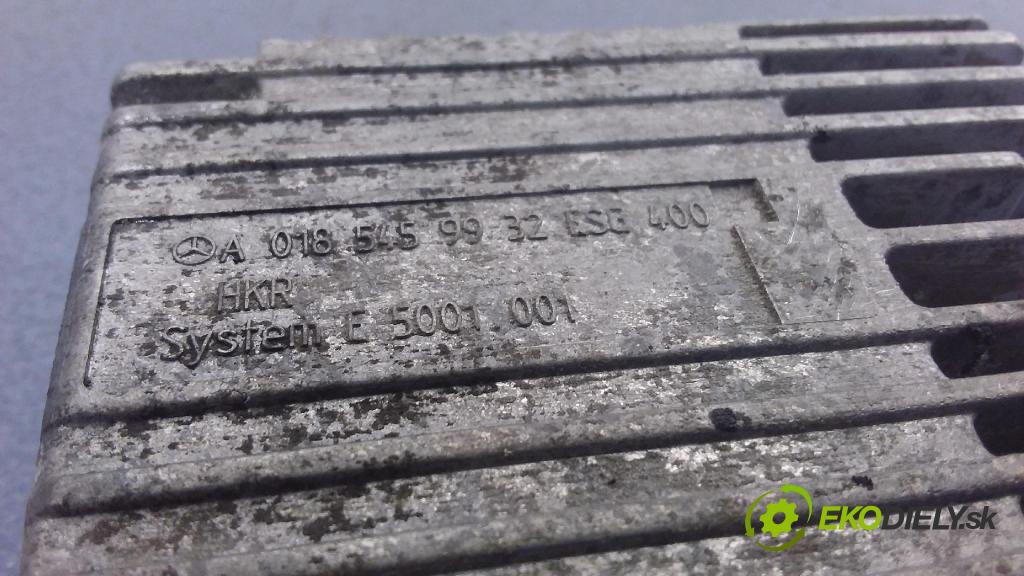 A 018 545 99 32 ESG 400
HKR
System E 5001.001
EKODIELY.sk